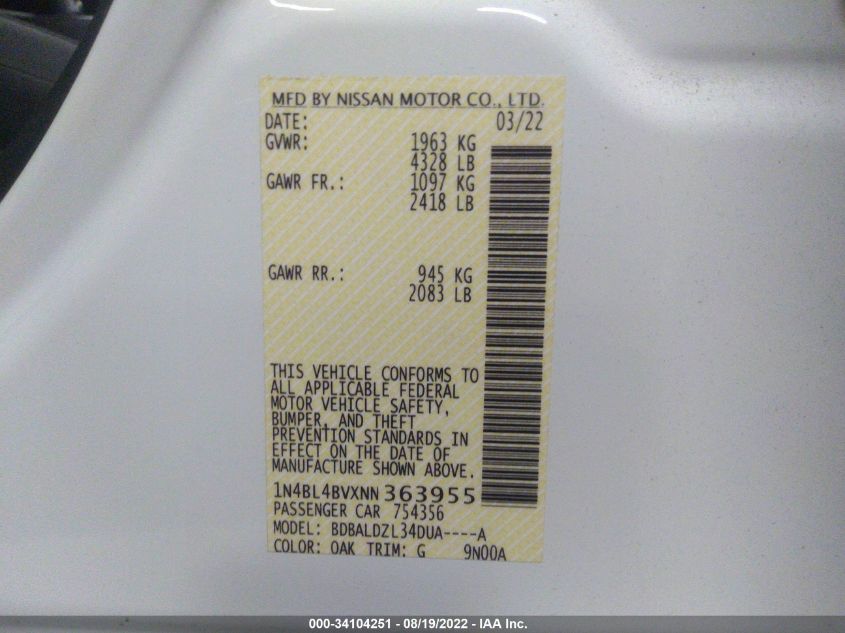 MFD BY NISSAN MOTOR CO., LTD.
DATE: 03/22
GVWR: 1963 KG
4328 LB
GAWR FR.: 1097 KG
2418 LB
GAWR RR.: 945 KG
2083 LB
THIS VEHICLE CONFORMS TO
ALL APPLICABLE FEDERAL
MOTOR VEHICLE SAFETY,
BUMPER, AND THEFT
PREVENTION STANDARDS IN
EFFECT ON THE DATE OF
MANUFACTURE SHOWN ABOVE.
1N4BL4BVXNN363955
PASSENGER CAR 754356
MODEL: BDBALDZL34DUA----A
COLOR: OAK TRIM: G 9N00A
000-34104251 - 08/19/2022 - IAA Inc.